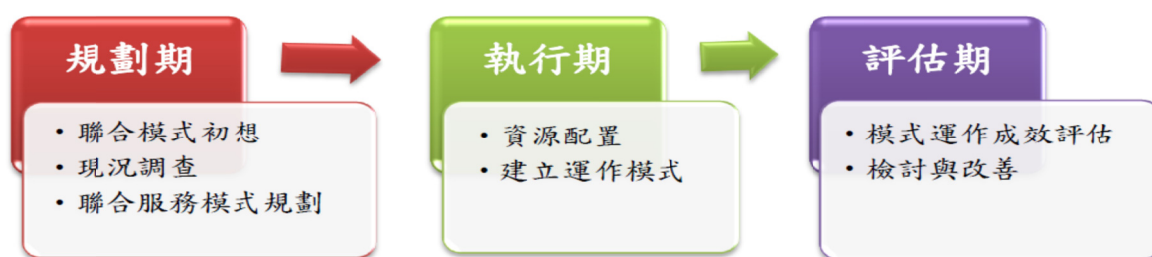 規劃期
• 聯合模式初想
• 現況調查
• 聯合服務模式規劃
執行期
• 資源配置
• 建立運作模式
評估期
• 模式運作成效評估
• 檢討與改善